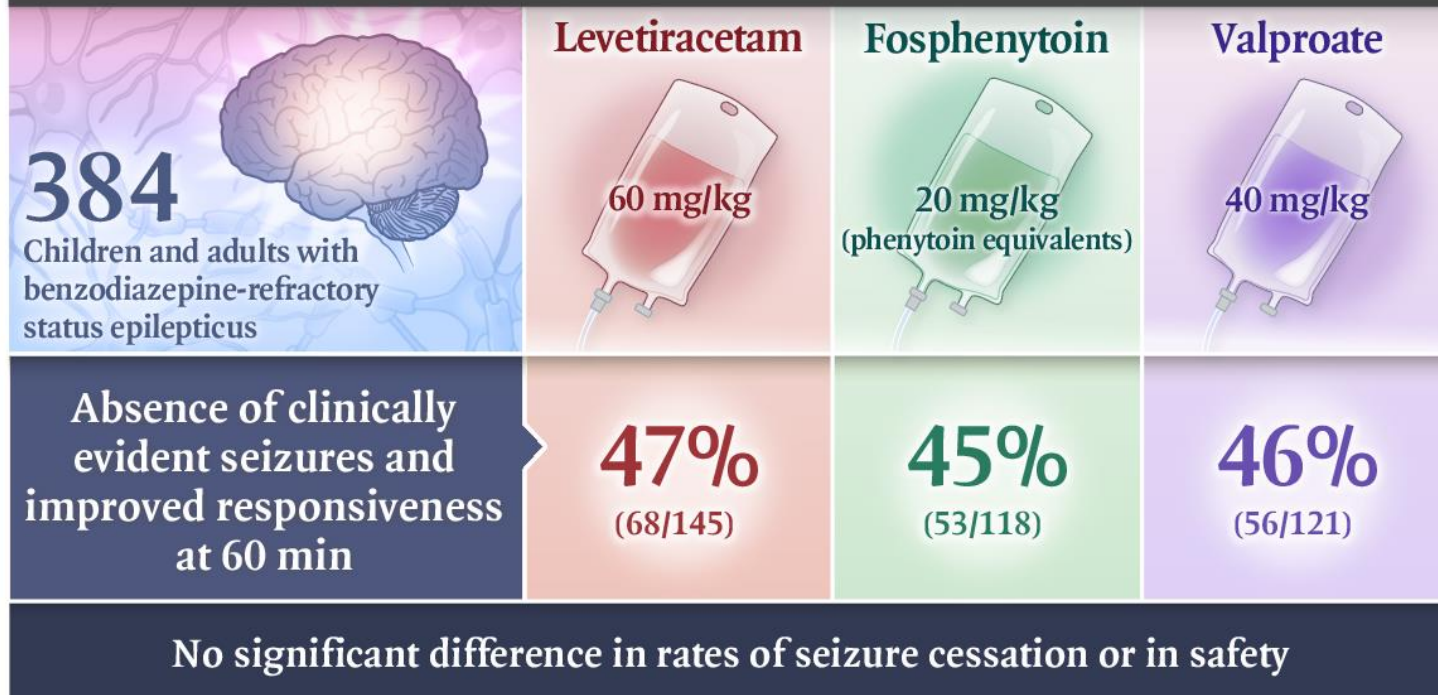 384
Children and adults with
benzodiazepine-refractory
status epilepticus
Levetiracetam
60 mg/kg
Fosphenytoin
20 mg/kg
(phenytoin equivalents)
Valproate
40 mg/kg
Absence of clinically
evident seizures and
improved responsiveness
at 60 min
47%
(68/145)
45%
(53/118)
46%
(56/121)
No significant difference in rates of seizure cessation or in safety